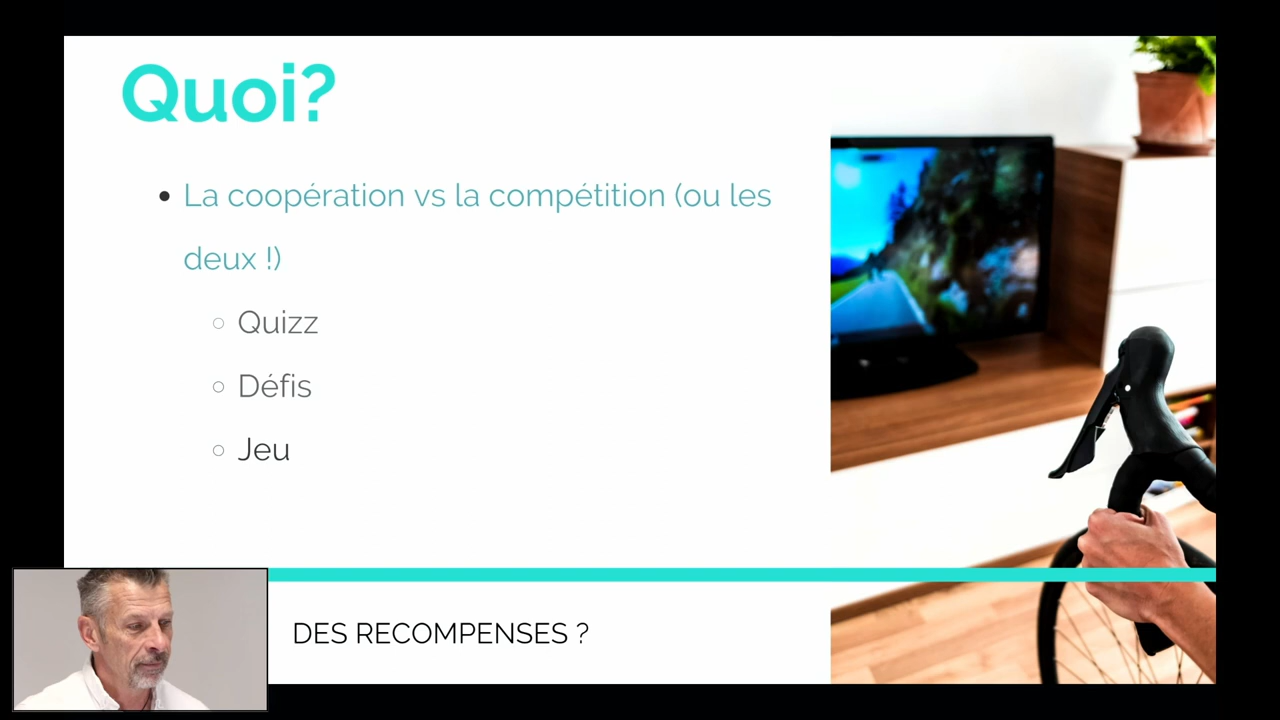 Quoi?
La coopération vs la compétition (ou les
deux !)
Quizz
Défis
Jeu
DES RECOMPENSES ?